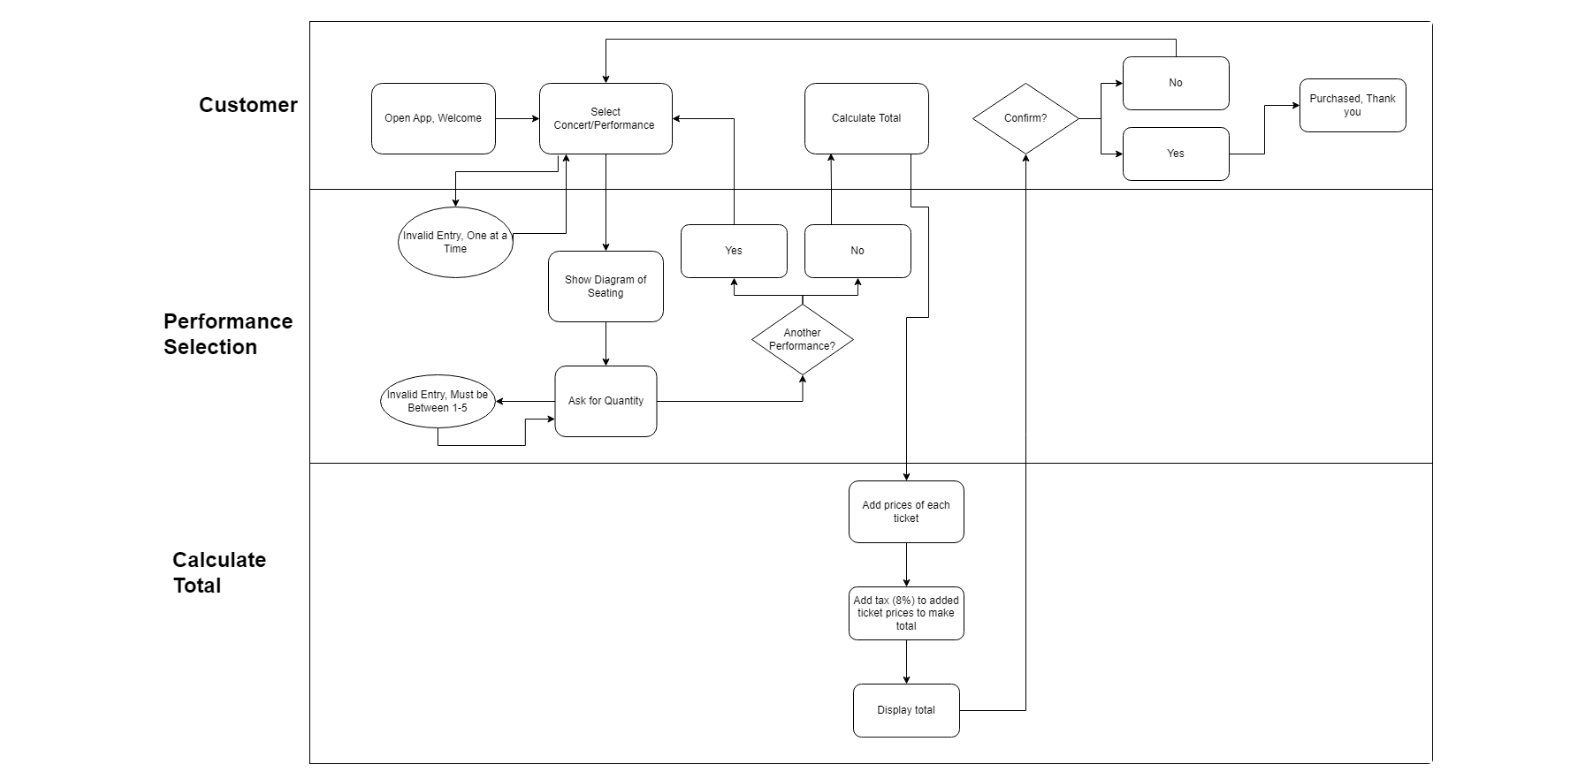 Customer
Open App, Welcome
Select
Concert/Performance
Calculate Total
Confirm?
No
Yes
Purchased, Thank
you
Performance
Selection
Invalid Entry, One at a
Time
Show Diagram of
Seating
Yes
No
Another
Performance?
Invalid Entry, Must be
Between 1-5
Ask for Quantity
Calculate
Total
Add prices of each
ticket
Add tax (8%) to added
ticket prices to make
total
Display total